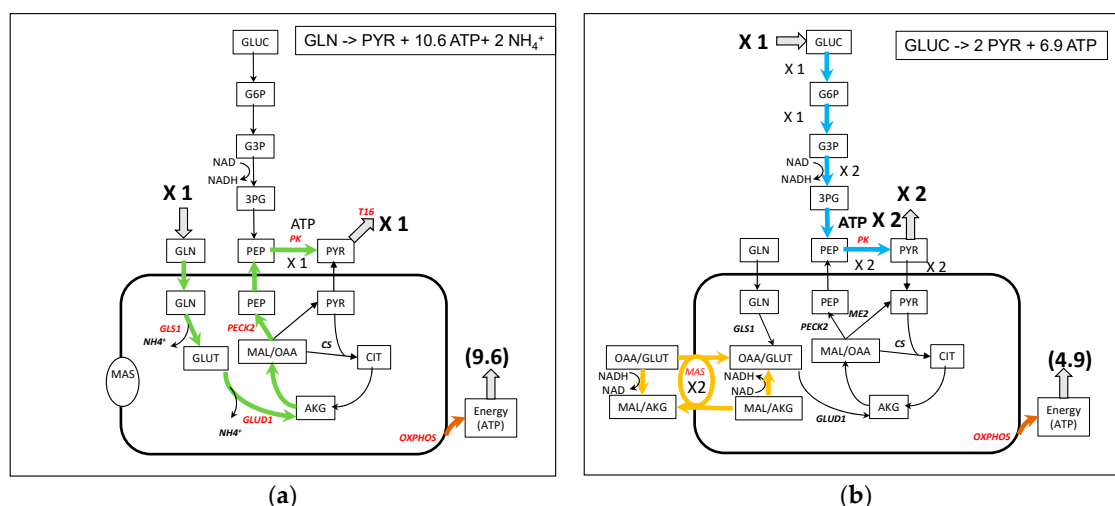 GLN -> PYR + 10.6 ATP+ 2 NH₄⁺
GLUC
G6P
G3P
NAD
NADH
3PG
X 1
T16
X 1
ATP
PK
GLN
PEP
PYR
X 1
GLN
PEP
PYR
GLS1
PECK2
NH4⁺
CS
GLUT
MAL/OAA
CIT
MAS
AKG
GLUD1
NH4⁺
(9.6)
Energy
(ATP)
OXPHOS
(a)
X 1
GLUC
GLUC -> 2 PYR + 6.9 ATP
X 1
G6P
X 1
G3P
NAD
NADH
X 2
3PG
X 2
ATP X 2
PK
GLN
PEP
PYR
X 2
X 2
GLN
PEP
PYR
ME2
PECK2
GLS1
CS
OAA/GLUT
OAA/GLUT
MAL/OAA
CIT
NADH
NAD
MAS
X2
NADH
NAD
MAL/AKG
MAL/AKG
AKG
GLUD1
(4.9)
Energy
(ATP)
OXPHOS
(b)